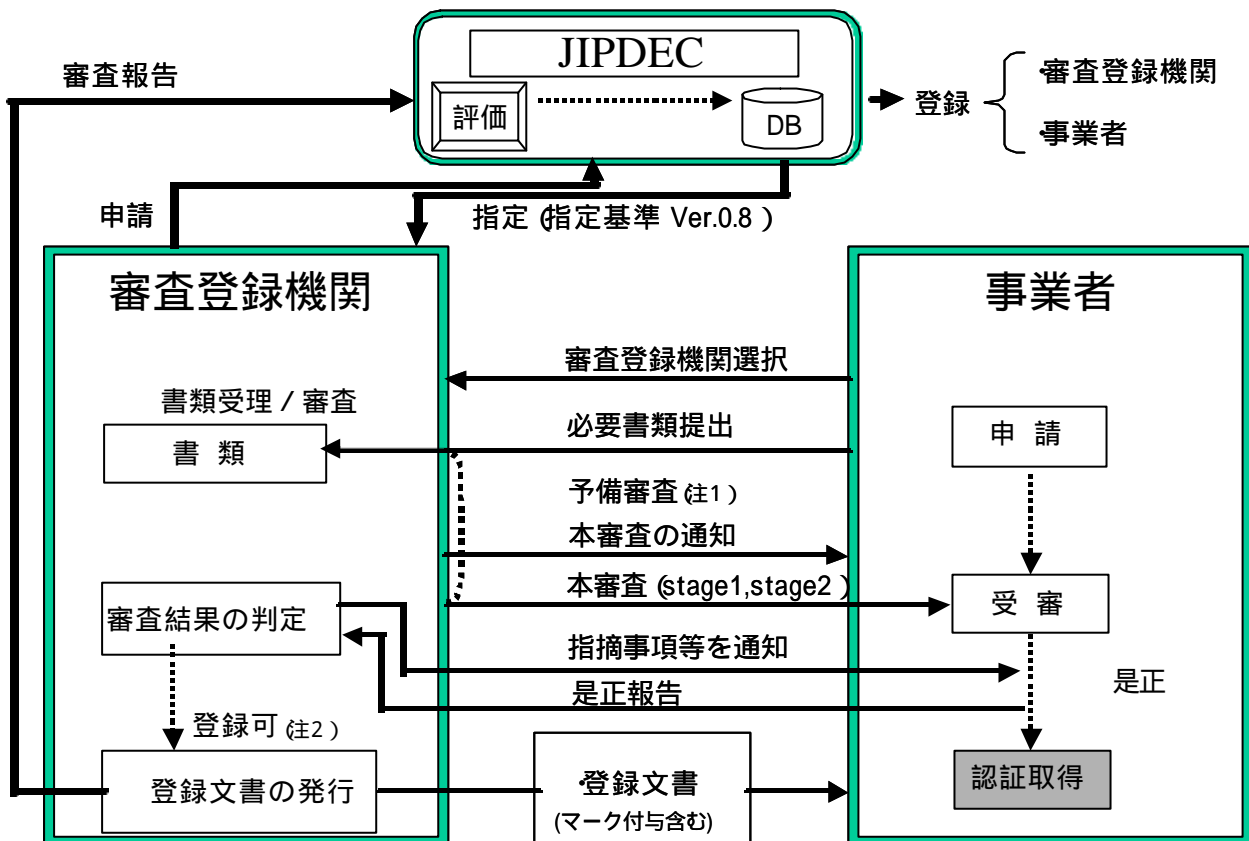 JIPDEC
審査報告
評価
DB
登録
・審査登録機関
・事業者
申請
指定（指定基準 Ver.0.8）
審査登録機関
事業者
審査登録機関選択
書類受理 / 審査
書 類
必要書類提出
申 請
予備審査（注1）
本審査の通知
本審査（stage1,stage2）
受 審
審査結果の判定
指摘事項等を通知
是正報告
是正
登録可（注2）
登録文書の発行
・登録文書
(マーク付与含む)
認証取得